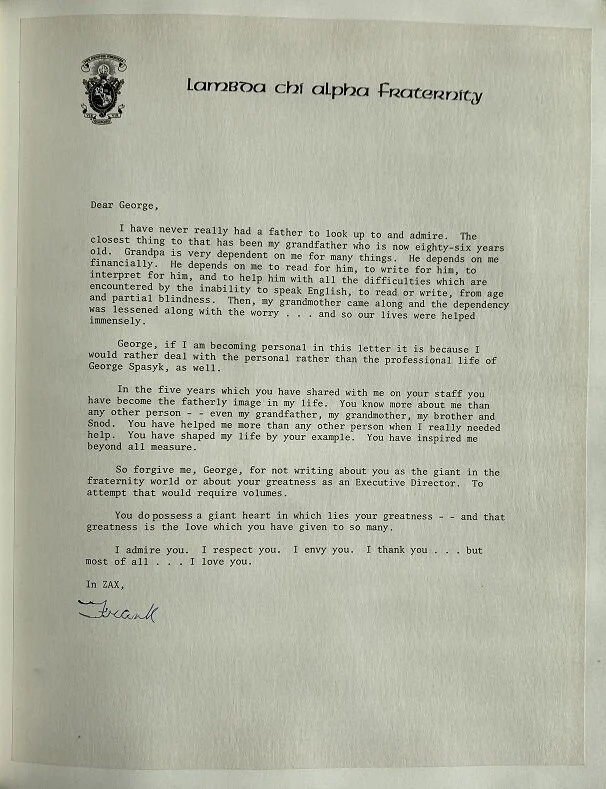 Lambda Chi Alpha Fraternity
Dear George,
I have never really had a father to look up to and admire. The
closest thing to that has been my grandfather who is now eighty-six years
old. Grandpa is very dependent on me for many things. He depends on me
financially. He depends on me to read for him, to write for him, to
interpret for him, and to help him with all the difficulties which are
encountered by the inability to speak English, to read or write, from age
and partial blindness. Then, my grandmother came along and the dependency
was lessened along with the worry . . . and so our lives were helped
immensely.
George, if I am becoming personal in this letter it is because I
would rather deal with the personal rather than the professional life of
George Spasyk, as well.
In the five years which you have shared with me on your staff you
have become the fatherly image in my life. You know more about me than
any other person - - even my grandfather, my grandmother, my brother and
Snod. You have helped me more than any other person when I really needed
help. You have shaped my life by your example. You have inspired me
beyond all measure.
So forgive me, George, for not writing about you as the giant in the
fraternity world or about your greatness as an Executive Director. To
attempt that would require volumes.
You do possess a giant heart in which lies your greatness - - and that
greatness is the love which you have given to so many.
I admire you. I respect you. I envy you. I thank you . . . but
most of all . . . I love you.
In ZAX,
Frank